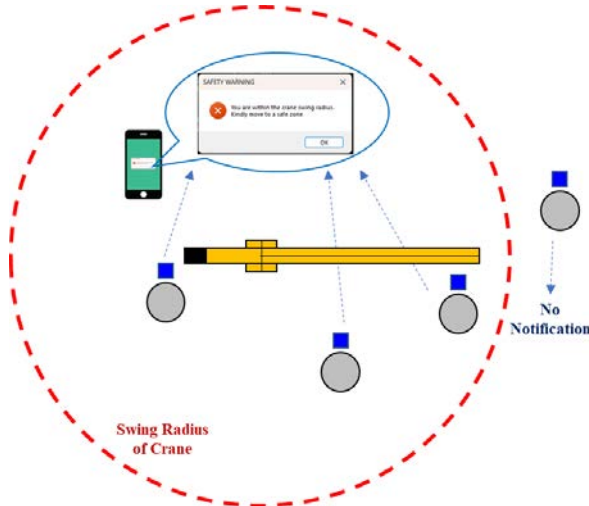 SAFETY WARNING
You are within the crane swing radius.
Kindly move to a safe zone
OK
No
Notification
Swing Radius
of Crane